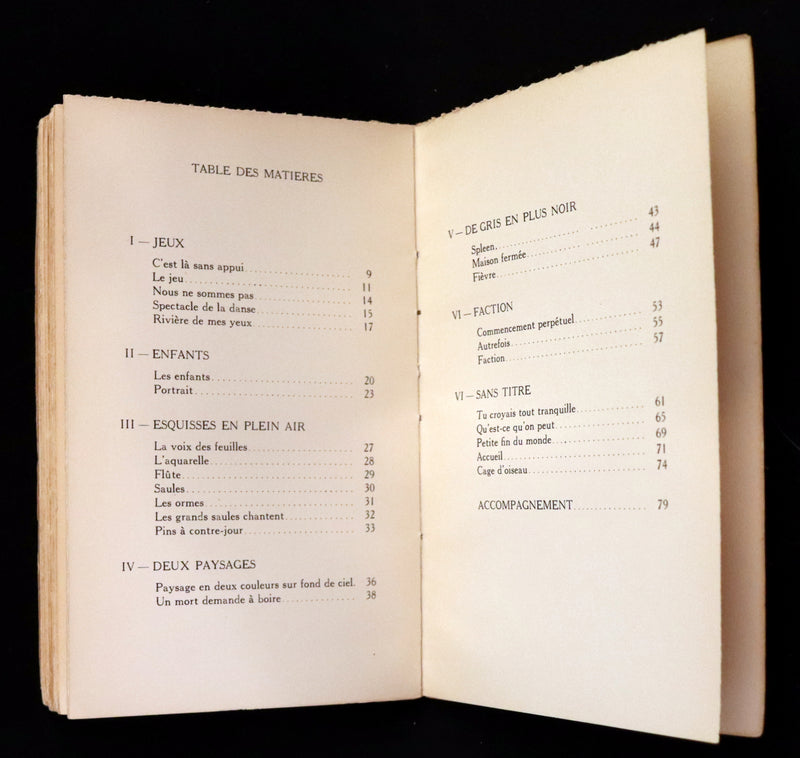 TABLE DES MATIERES
I — JEUX
C'est là sans appui 9
Le jeu 11
Nous ne sommes pas 14
Spectacle de la danse 15
Rivière de mes yeux 17
II — ENFANTS
Les enfants 20
Portrait 23
III — ESQUISSES EN PLEIN AIR
La voix des feuilles 27
L'aquarelle 28
Flûte 29
Saules 30
Les ormes 31
Les grands saules chantent 32
Pins à contre-jour 33
IV — DEUX PAYSAGES
Paysage en deux couleurs sur fond de ciel. 36
Un mort demande à boire 38
V — DE GRIS EN PLUS NOIR
Spleen 43
Maison fermée 44
Fièvre 47
VI — FACTION
Commencement perpétuel 53
Autrefois 55
Faction 57
VI — SANS TITRE
Tu croyais tout tranquille 61
Qu'est-ce qu'on peut 65
Petite fin du monde 69
Accueil 71
Cage d'oiseau 74
ACCOMPAGNEMENT 79